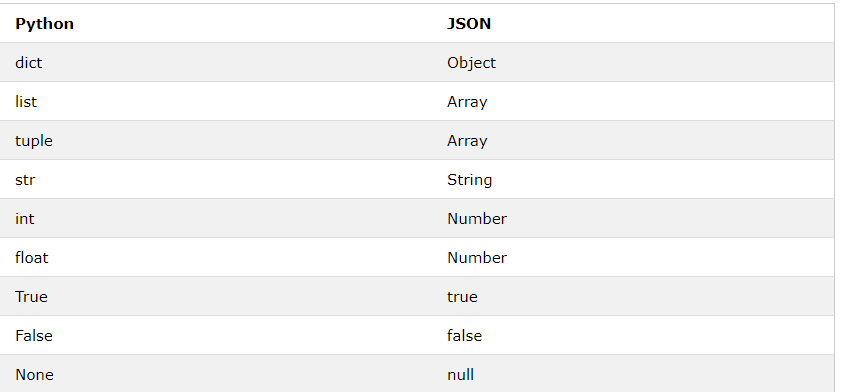 Python JSON
dict Object
list Array
tuple Array
str String
int Number
float Number
True true
False false
None null